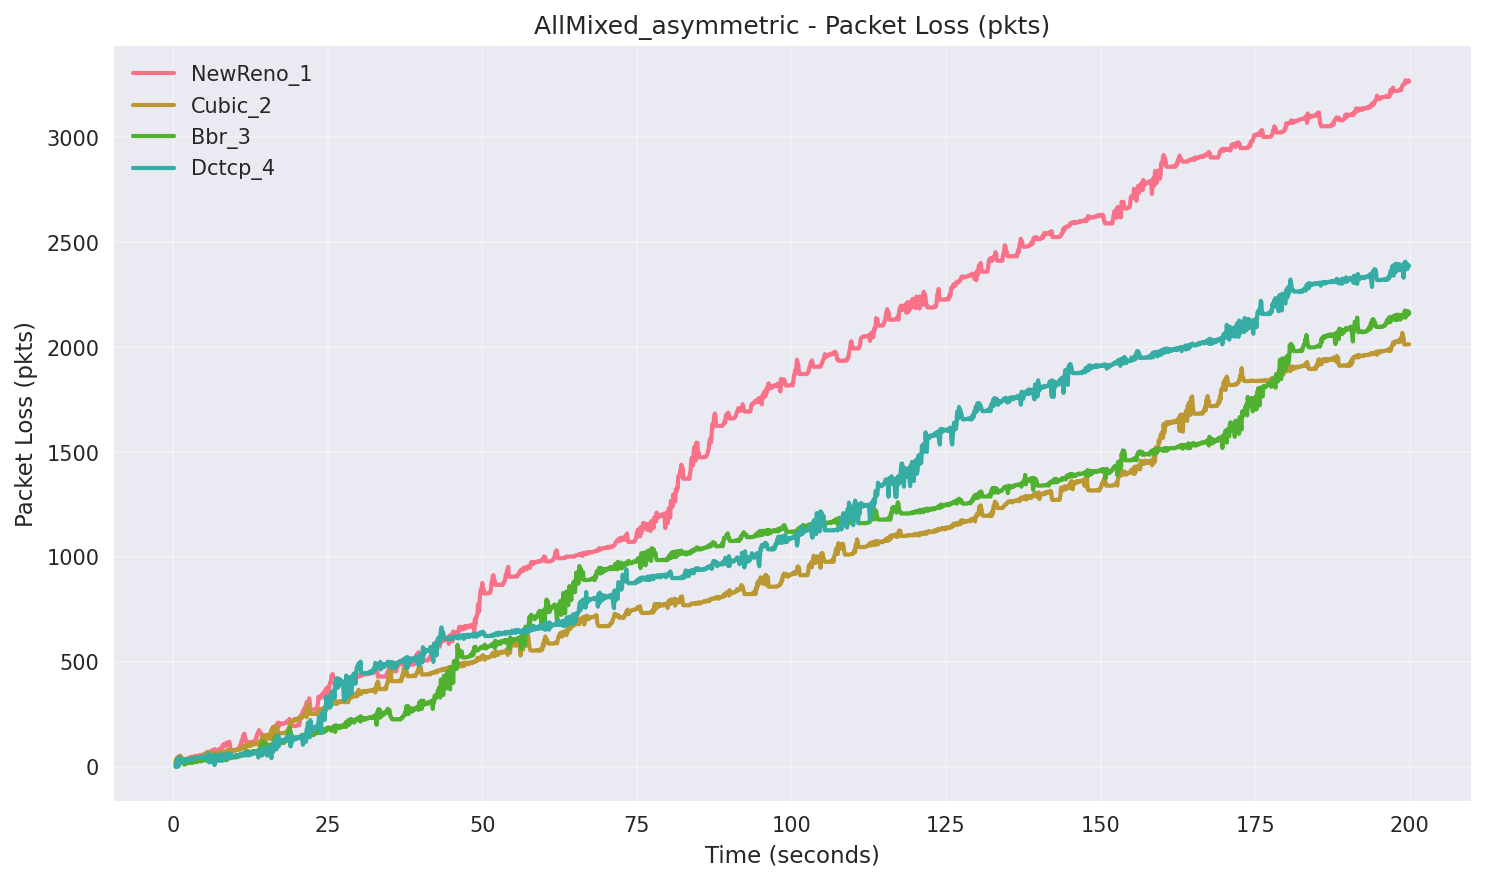 AllMixed_asymmetric - Packet Loss (pkts)
NewReno_1
Cubic_2
Bbr_3
Dctcp_4
Packet Loss (pkts)
3000
2500
2000
1500
1000
500
0
0 25 50 75 100 125 150 175 200
Time (seconds)